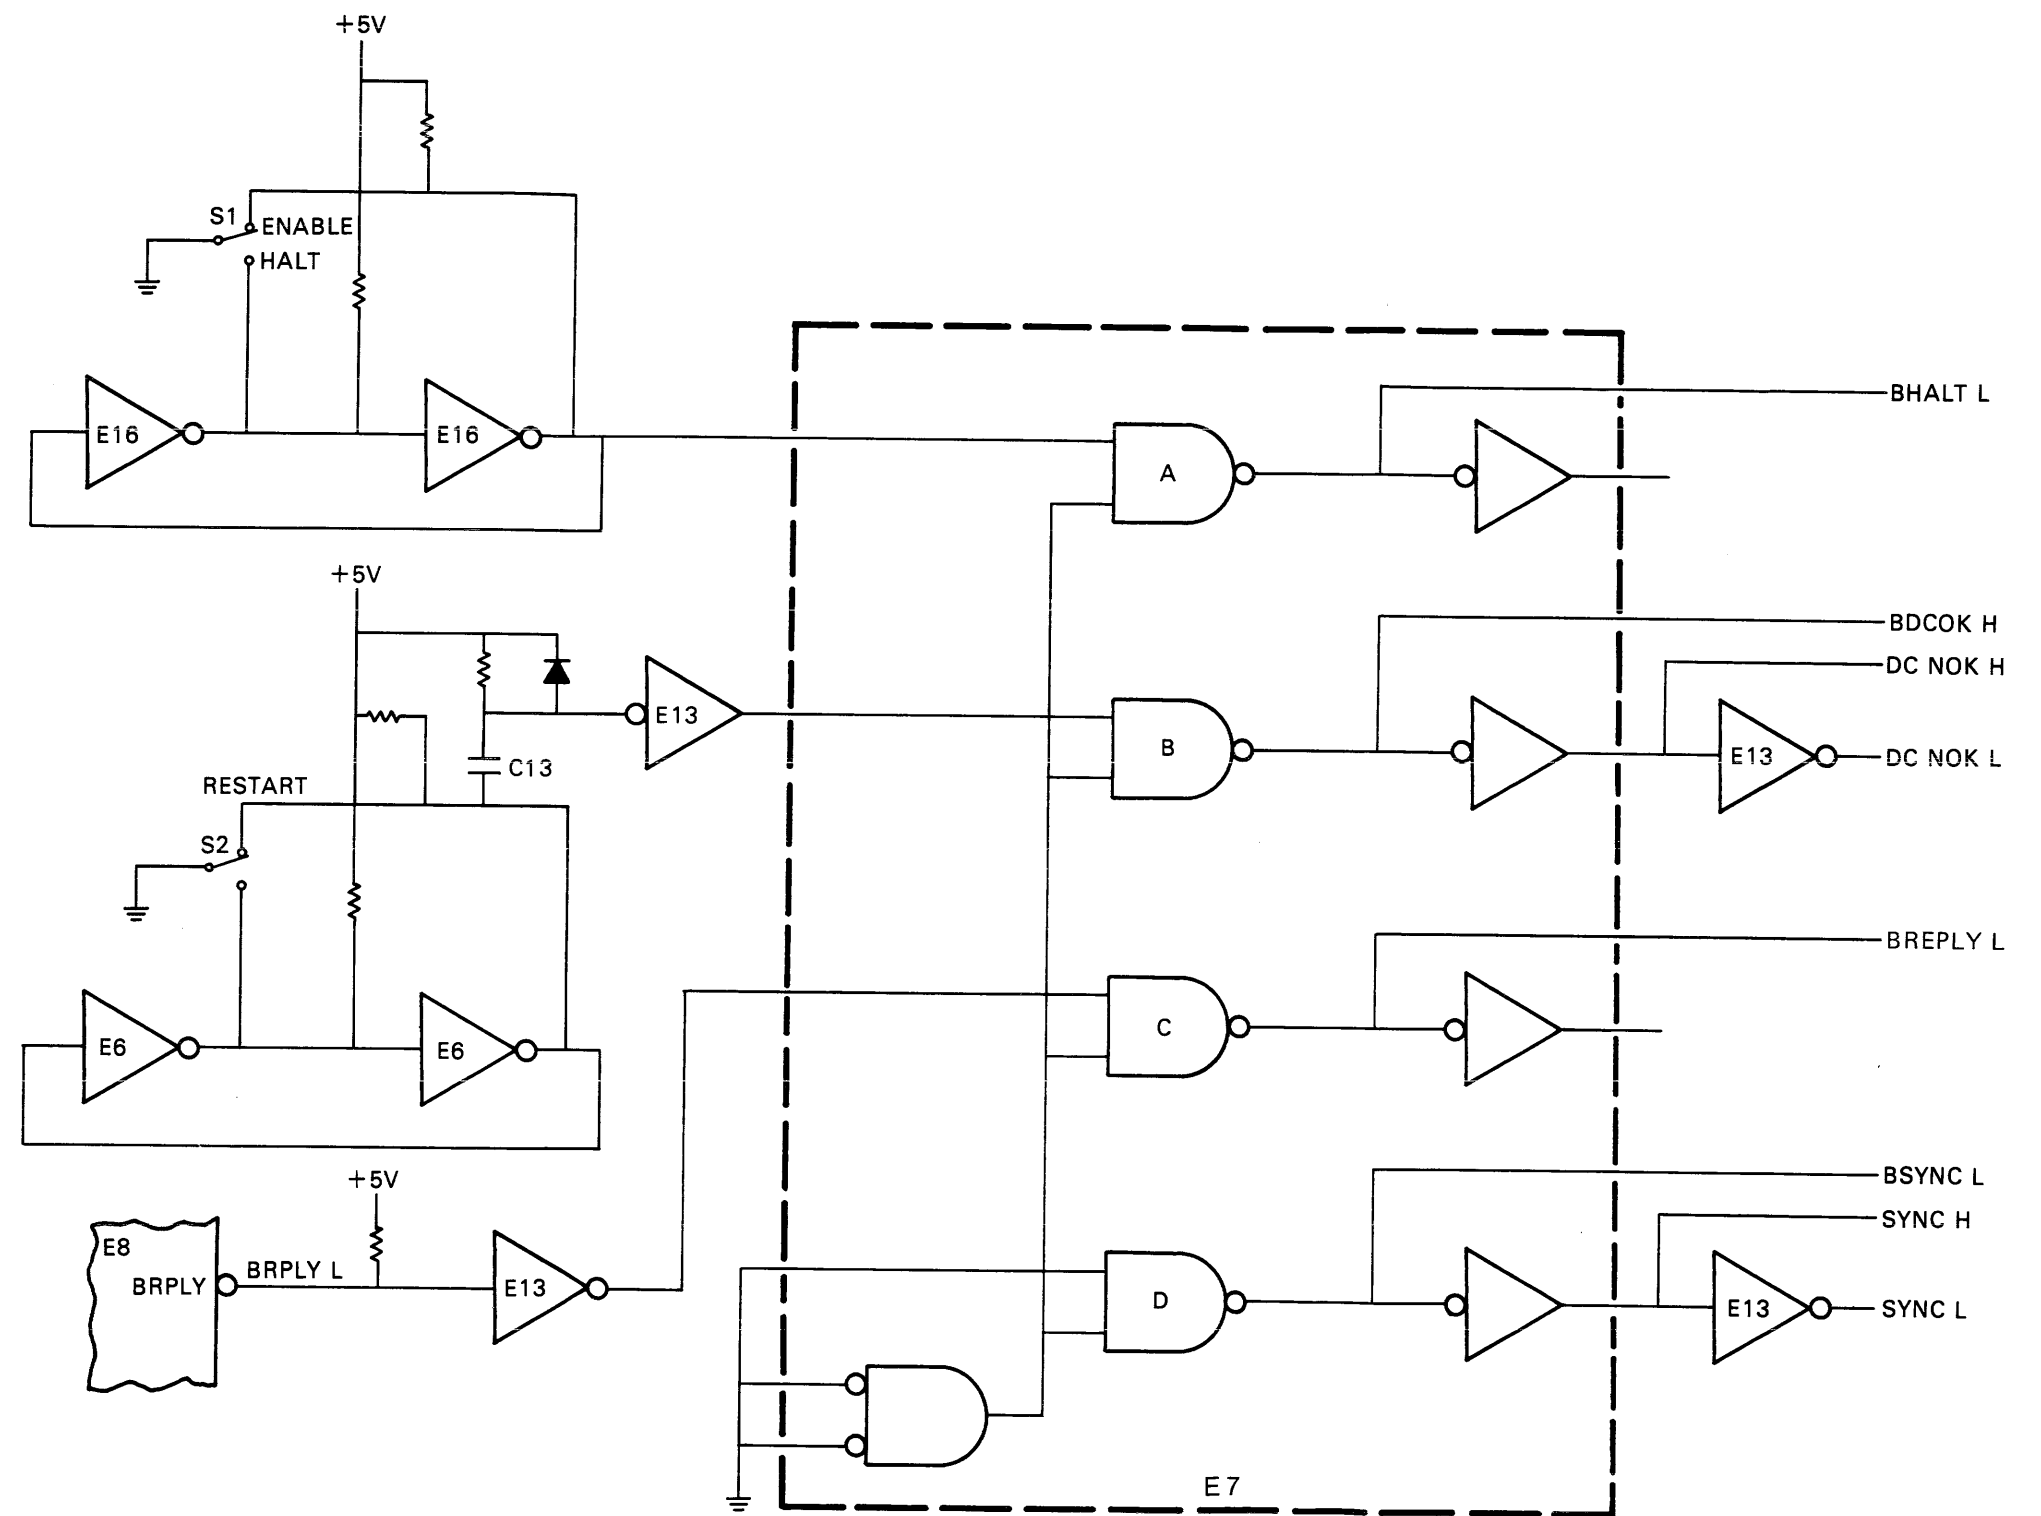 +5V
S1
ENABLE
HALT
E16
E16
A
BHALT L
+5V
BDCOK H
DC NOK H
E13
B
E13
DC NOK L
C13
RESTART
S2
BREPLY L
C
E6
E6
+5V
BSYNC L
SYNC H
E8
BRPLY
BRPLY L
E13
D
E13
SYNC L
E7